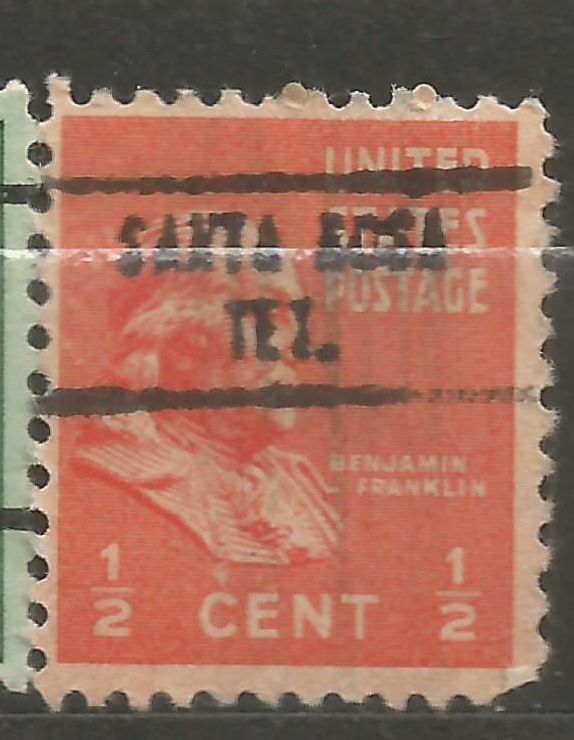 UNITED
STATES
POSTAGE
SANTA ROSA
TEX.
BENJAMIN
FRANKLIN
1/2 CENT 1/2